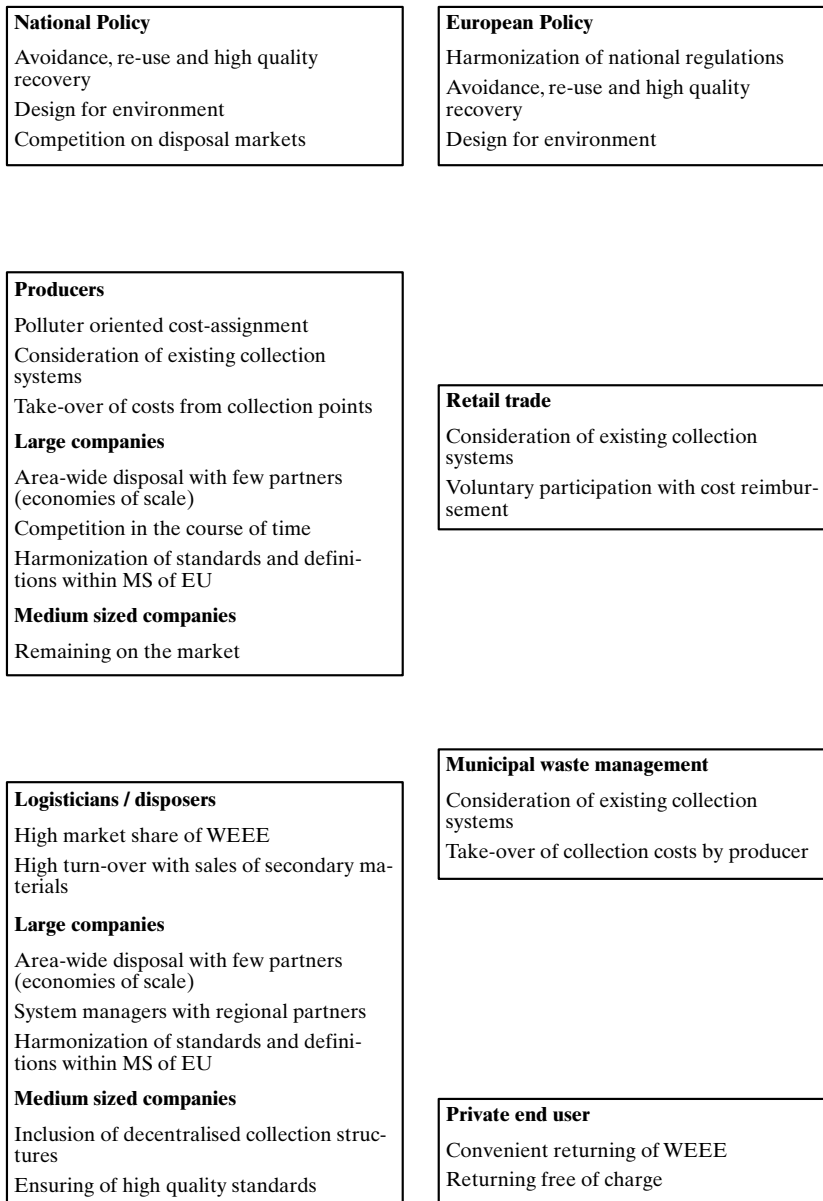 National Policy
Avoidance, re-use and high quality
recovery
Design for environment
Competition on disposal markets
European Policy
Harmonization of national regulations
Avoidance, re-use and high quality
recovery
Design for environment
Producers
Polluter oriented cost-assignment
Consideration of existing collection
systems
Take-over of costs from collection points
Large companies
Area-wide disposal with few partners
(economies of scale)
Competition in the course of time
Harmonization of standards and defini-
tions within MS of EU
Medium sized companies
Remaining on the market
Retail trade
Consideration of existing collection
systems
Voluntary participation with cost reimbur-
sement
Logisticians / disposers
High market share of WEEE
High turn-over with sales of secondary ma-
terials
Large companies
Area-wide disposal with few partners
(economies of scale)
System managers with regional partners
Harmonization of standards and defini-
tions within MS of EU
Medium sized companies
Inclusion of decentralised collection struc-
tures
Ensuring of high quality standards
Municipal waste management
Consideration of existing collection
systems
Take-over of collection costs by producer
Private end user
Convenient returning of WEEE
Returning free of charge